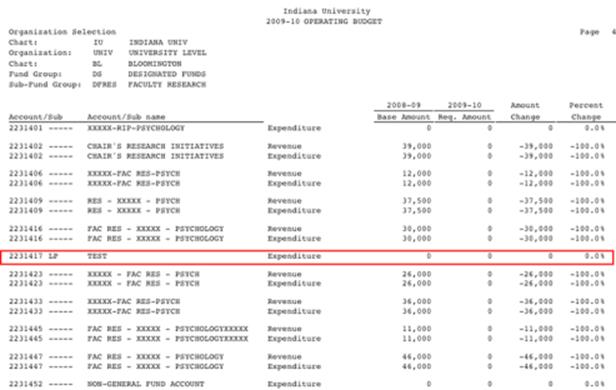 Indiana University
2009-10 OPERATING BUDGET
Organization Selection Page 4
Chart: IU INDIANA UNIV
Organization: UNIV UNIVERSITY LEVEL
Chart: BL BLOOMINGTON
Fund Group: DS DESIGNATED FUNDS
Sub-Fund Group: DFRES FACULTY RESEARCH
2008-09 2009-10 Amount Percent
Account/Sub Account/Sub name Base Amount Req. Amount Change Change
2231401 ----- XXXXX-RIP-PSYCHOLOGY Expenditure 0 0 0 0.0%
2231402 ----- CHAIR'S RESEARCH INITIATIVES Revenue 39,000 0 -39,000 -100.0%
2231402 ----- CHAIR'S RESEARCH INITIATIVES Expenditure 39,000 0 -39,000 -100.0%
2231406 ----- XXXXX-FAC RES-PSYCH Revenue 12,000 0 -12,000 -100.0%
2231406 ----- XXXXX-FAC RES-PSYCH Expenditure 12,000 0 -12,000 -100.0%
2231409 ----- RES - XXXXX - PSYCH Revenue 37,500 0 -37,500 -100.0%
2231409 ----- RES - XXXXX - PSYCH Expenditure 37,500 0 -37,500 -100.0%
2231416 ----- FAC RES - XXXXX - PSYCHOLOGY Revenue 30,000 0 -30,000 -100.0%
2231416 ----- FAC RES - XXXXX - PSYCHOLOGY Expenditure 30,000 0 -30,000 -100.0%
2231417 LP TEST Expenditure 0 0 0 0.0%
2231423 ----- XXXXX - FAC RES - PSYCH Revenue 26,000 0 -26,000 -100.0%
2231423 ----- XXXXX - FAC RES - PSYCH Expenditure 26,000 0 -26,000 -100.0%
2231433 ----- XXXXX-FAC RES-PSYCH Revenue 36,000 0 -36,000 -100.0%
2231433 ----- XXXXX-FAC RES-PSYCH Expenditure 36,000 0 -36,000 -100.0%
2231445 ----- FAC RES - XXXXX - PSYCHOLOGYXXXXX Revenue 11,000 0 -11,000 -100.0%
2231445 ----- FAC RES - XXXXX - PSYCHOLOGYXXXXX Expenditure 11,000 0 -11,000 -100.0%
2231447 ----- FAC RES - XXXXX - PSYCHOLOGY Revenue 46,000 0 -46,000 -100.0%
2231447 ----- FAC RES - XXXXX - PSYCHOLOGY Expenditure 46,000 0 -46,000 -100.0%
2231452 ----- NON-GENERAL FUND ACCOUNT Expenditure 0 0 0 0.0%